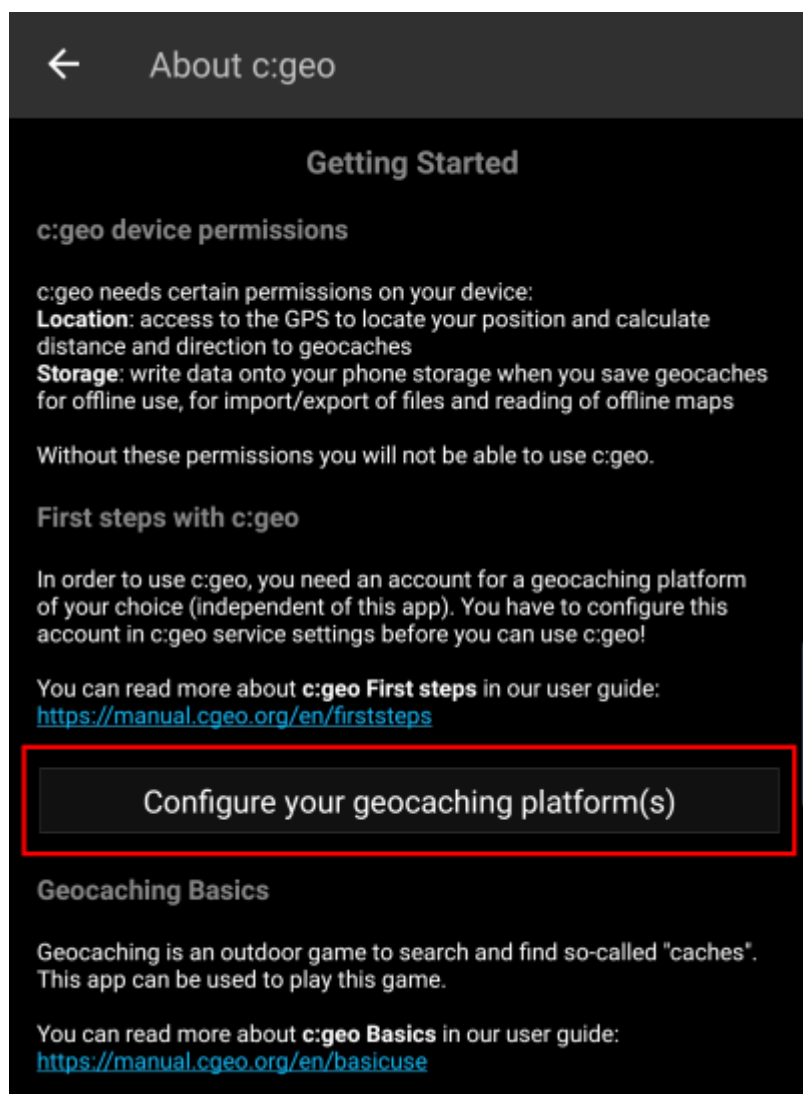 About c:geo
Getting Started
c:geo device permissions
c:geo needs certain permissions on your device:
Location: access to the GPS to locate your position and calculate
distance and direction to geocaches
Storage: write data onto your phone storage when you save geocaches
for offline use, for import/export of files and reading of offline maps
Without these permissions you will not be able to use c:geo.
First steps with c:geo
In order to use c:geo, you need an account for a geocaching platform
of your choice (independent of this app). You have to configure this
account in c:geo service settings before you can use c:geo!
You can read more about c:geo First steps in our user guide:
https://manual.cgeo.org/en/firststeps
Configure your geocaching platform(s)
Geocaching Basics
Geocaching is an outdoor game to search and find so-called "caches".
This app can be used to play this game.
You can read more about c:geo Basics in our user guide:
https://manual.cgeo.org/en/basicuse